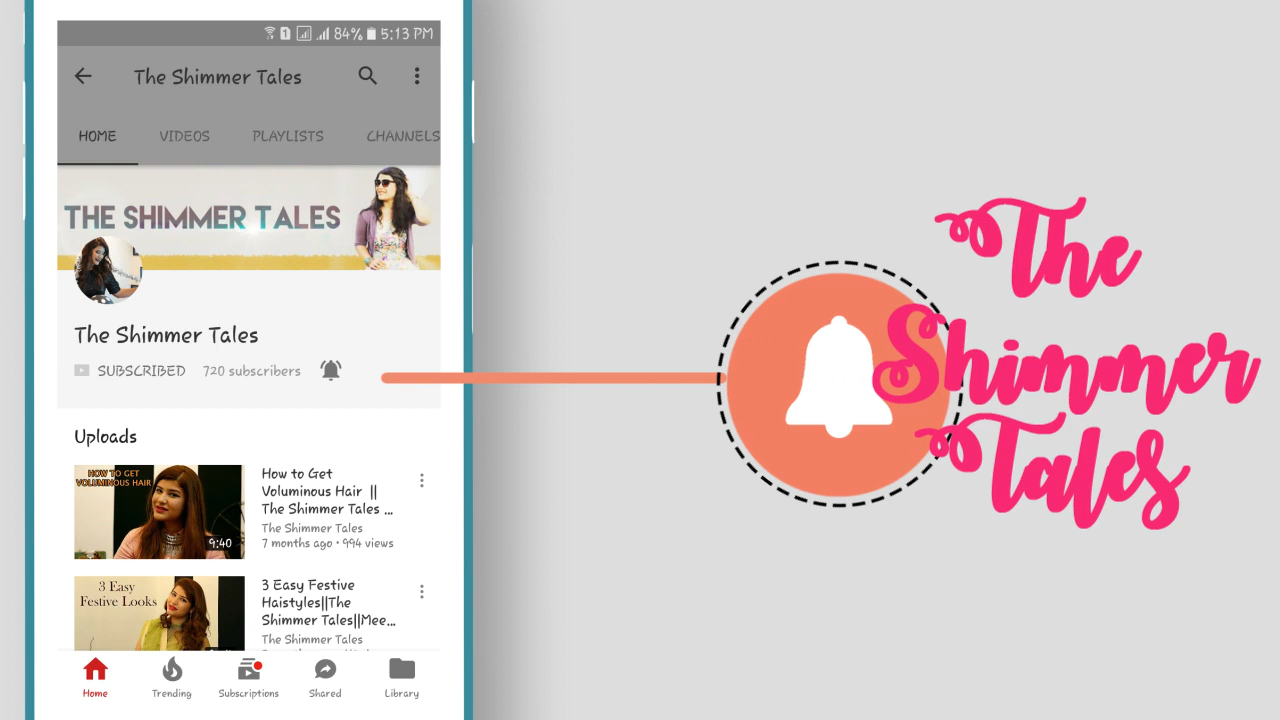 1 84% 5:13 PM
The Shimmer Tales
HOME VIDEOS PLAYLISTS CHANNELS
THE SHIMMER TALES
The Shimmer Tales
SUBSCRIBED 720 subscribers
Uploads
HOW TO GET
VOLUMINOUS HAIR
9:40
How to Get
Voluminous Hair ||
The Shimmer Tales ...
The Shimmer Tales
7 months ago • 994 views
3 Easy
Festive Looks
3 Easy Festive
Haistyles||The
Shimmer Tales||Mee...
The Shimmer Tales
Home Trending Subscriptions Shared Library
The
Shimmer
Tales